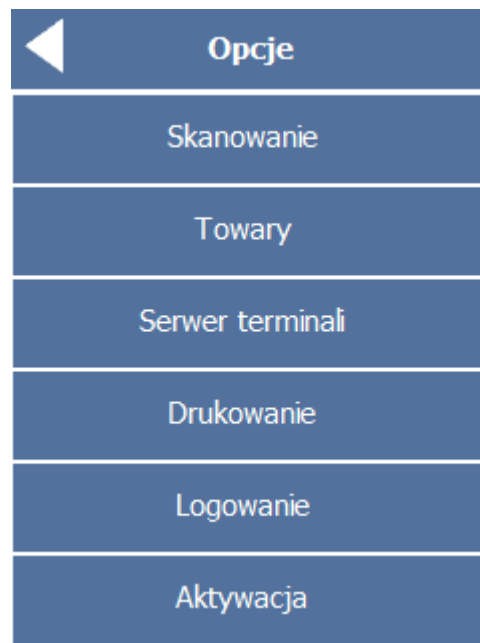 Opcje
Skanowanie
Towary
Serwer terminali
Drukowanie
Logowanie
Aktywacja